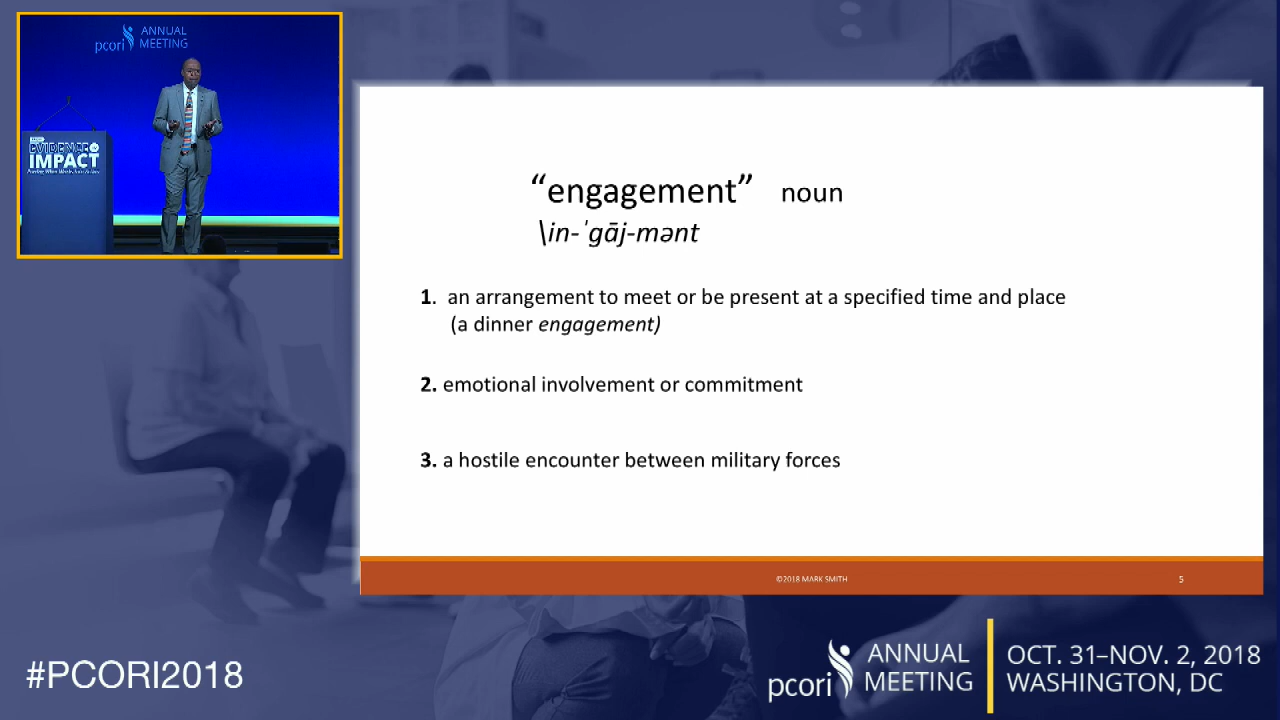 pcori
ANNUAL
MEETING
EVIDENCE
IMPACT
“engagement” noun
\in-ˈgāj-mənt
1. an arrangement to meet or be present at a specified time and place
(a dinner engagement)
2. emotional involvement or commitment
3. a hostile encounter between military forces
©2018 MARK SMITH
5
#PCORI2018
pcori
ANNUAL
MEETING
OCT. 31–NOV. 2, 2018
WASHINGTON, DC